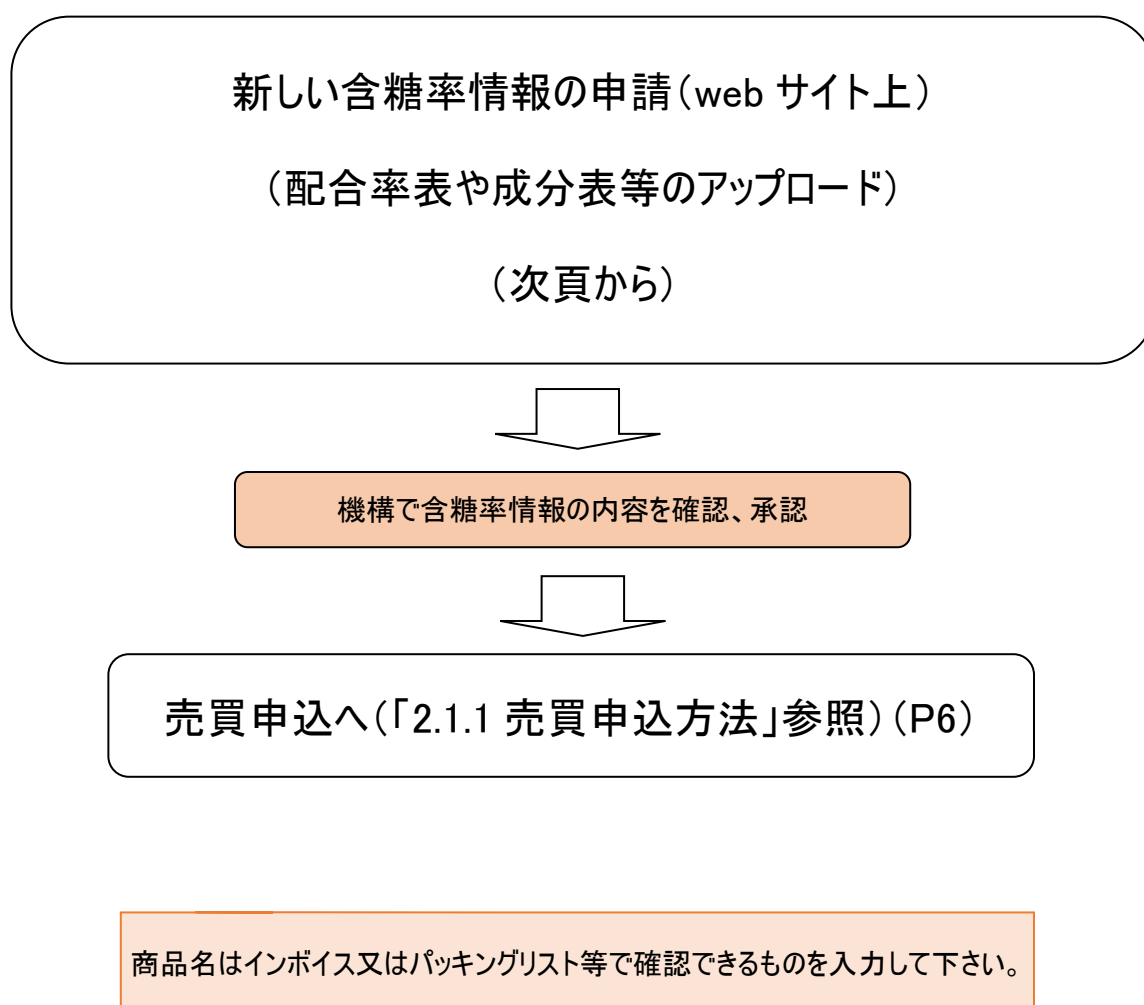 新しい含糖率情報の申請（web サイト上）
（配合率表や成分表等のアップロード）
（次頁から）
機構で含糖率情報の内容を確認、承認
売買申込へ（「2.1.1 売買申込方法」参照）（P6）
商品名はインボイス又はパッキングリスト等で確認できるものを入力して下さい。